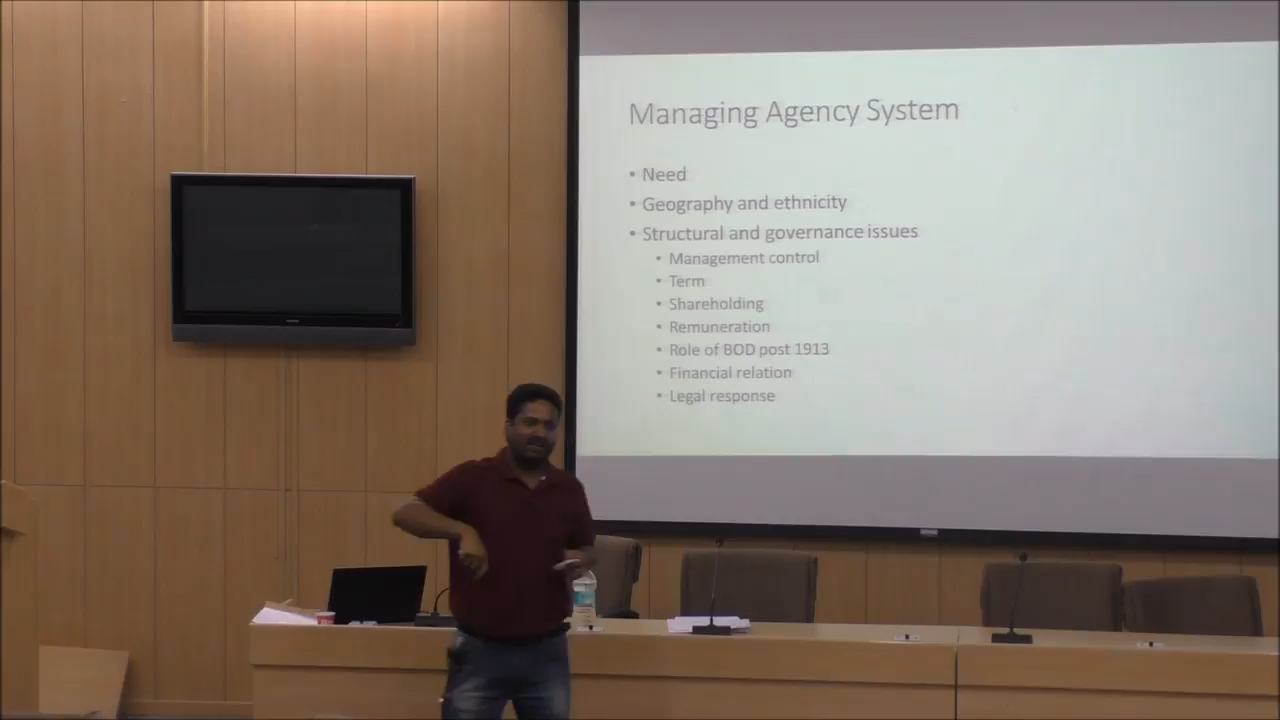 Managing Agency System
• Need
• Geography and ethnicity
• Structural and governance issues
• Management control
• Term
• Shareholding
• Remuneration
• Role of BOD post 1913
• Financial relation
• Legal response